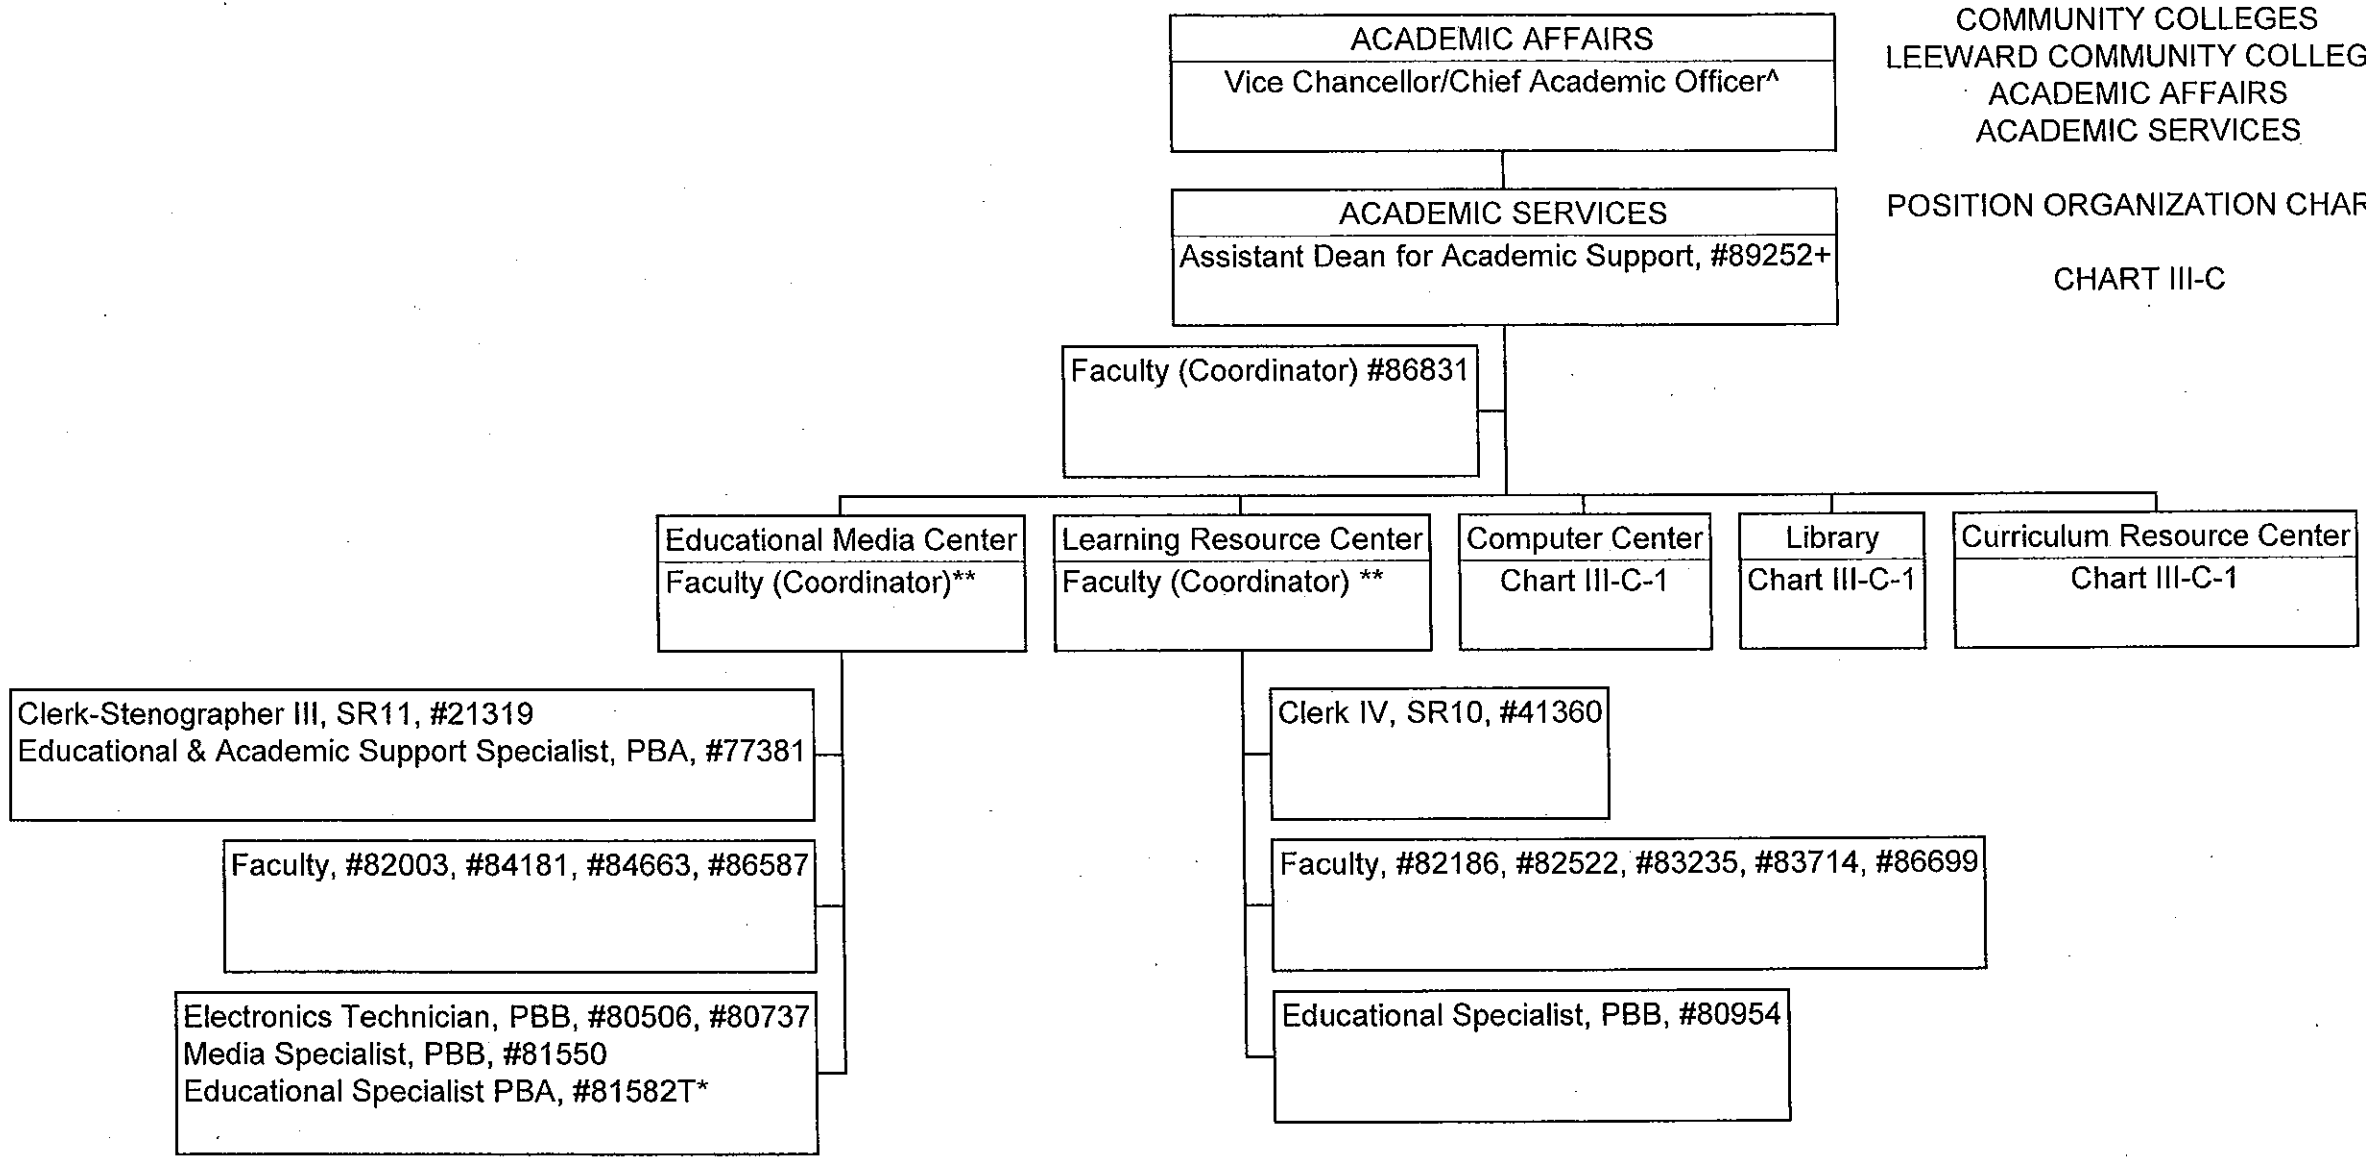 COMMUNITY COLLEGES
LEEWARD COMMUNITY COLLEG
ACADEMIC AFFAIRS
ACADEMIC SERVICES
POSITION ORGANIZATION CHAR
CHART III-C
ACADEMIC AFFAIRS
Vice Chancellor/Chief Academic Officer^
ACADEMIC SERVICES
Assistant Dean for Academic Support, #89252+
Faculty (Coordinator) #86831
Educational Media Center
Faculty (Coordinator)**
Learning Resource Center
Faculty (Coordinator) **
Computer Center
Chart III-C-1
Library
Chart III-C-1
Curriculum Resource Center
Chart III-C-1
Clerk-Stenographer III, SR11, #21319
Educational & Academic Support Specialist, PBA, #77381
Faculty, #82003, #84181, #84663, #86587
Electronics Technician, PBB, #80506, #80737
Media Specialist, PBB, #81550
Educational Specialist PBA, #81582T*
Clerk IV, SR10, #41360
Faculty, #82186, #82522, #83235, #83714, #86699
Educational Specialist, PBB, #80954